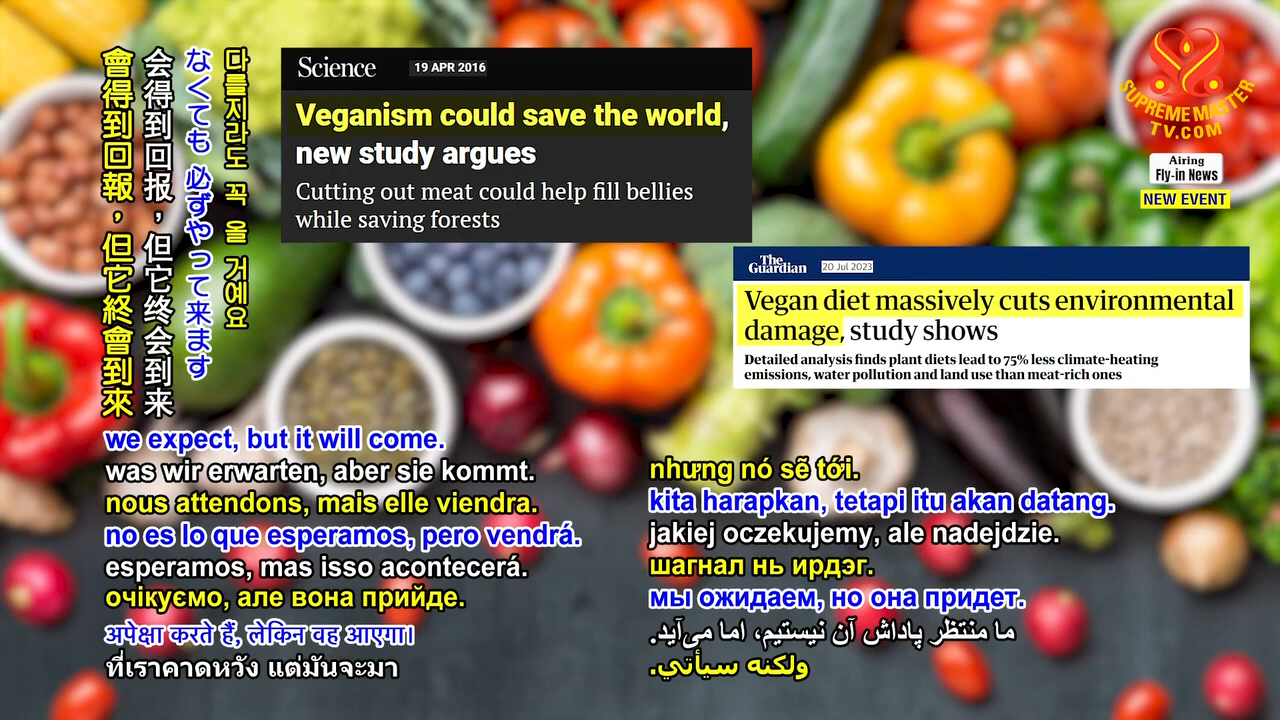 會得到回報，但它終會到來
会得到回报，但它终会到来
なくても 必ずやって来ます
다를지라도 꼭 올 거예요
Science
19 APR 2016
Veganism could save the world,
new study argues
Cutting out meat could help fill bellies
while saving forests
SUPREME MASTER
TV.COM
Airing
Fly-in News
NEW EVENT
The
Guardian
20 Jul 2023
Vegan diet massively cuts environmental
damage, study shows
Detailed analysis finds plant diets lead to 75% less climate-heating
emissions, water pollution and land use than meat-rich ones
we expect, but it will come.
was wir erwarten, aber sie kommt.
nous attendons, mais elle viendra.
no es lo que esperamos, pero vendrá.
esperamos, mas isso acontecerá.
очікуємо, але вона прийде.
अपेक्षा करते हैं, लेकिन वह आएगा।
ที่เราคาดหวัง แต่มันจะมา
nhưng nó sẽ tới.
kita harapkan, tetapi itu akan datang.
jakiej oczekujemy, ale nadejdzie.
шагнал нь ирдэг.
мы ожидаем, но она придет.
ما منتظر پاداش آن نیستیم، اما می‌آید.
ولكنه سيأتي.